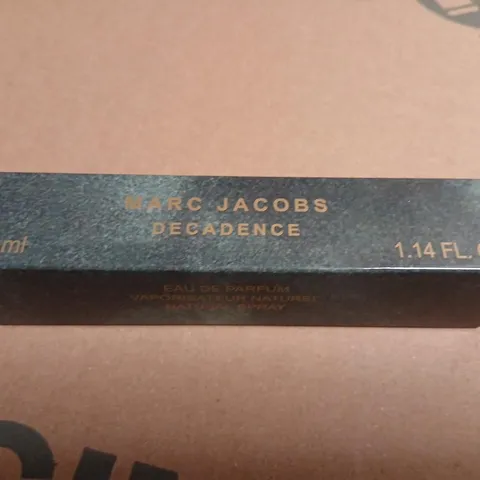 MARC JACOBS
DECADENCE
ml 1.14 FL.
EAU DE PARFUM
VAPORISATEUR NATUREL
NATURAL SPRAY